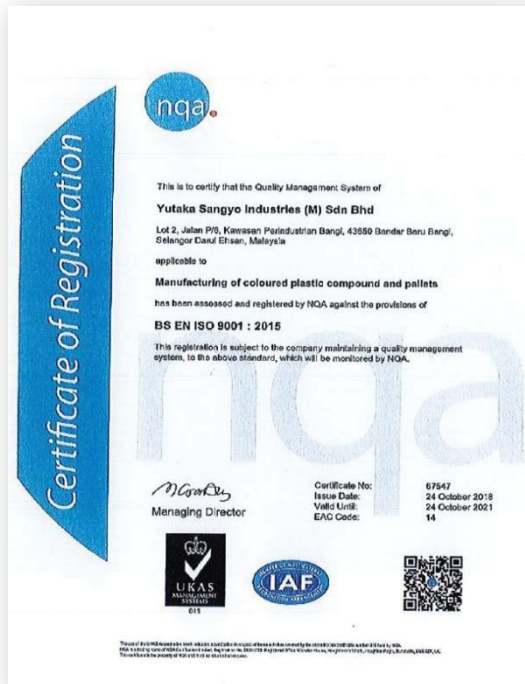 nqa.
Certificate of Registration
This is to certify that the Quality Management System of
Yutaka Sangyo Industries (M) Sdn Bhd
Lot 2, Jalan P/8, Kawasan Perindustrian Bangi, 43650 Bandar Baru Bangi,
Selangor Darul Ehsan, Malaysia
applicable to
Manufacturing of coloured plastic compound and pallets
has been assessed and registered by NQA against the provisions of
BS EN ISO 9001 : 2015
This registration is subject to the company maintaining a quality management
system, to the above standard, which will be monitored by NQA.
nqa
Managing Director
Certificate No: 67547
Issue Date: 24 October 2018
Valid Until: 24 October 2021
EAC Code: 14
UKAS
MANAGEMENT
SYSTEMS
015
IAF